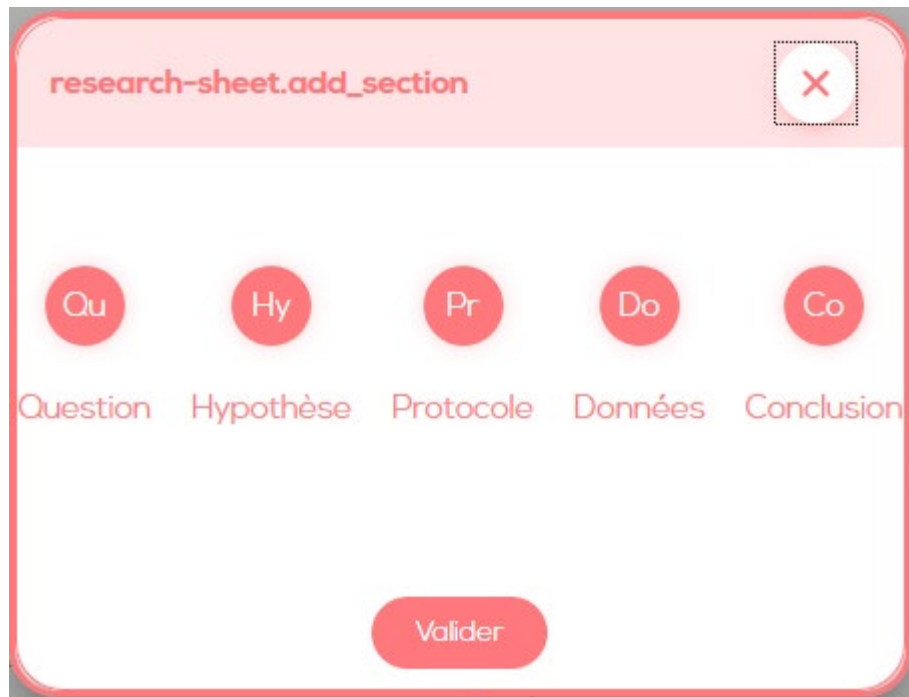 research-sheet.add_section
Qu Hy Pr Do Co
Question Hypothèse Protocole Données Conclusion
Valider